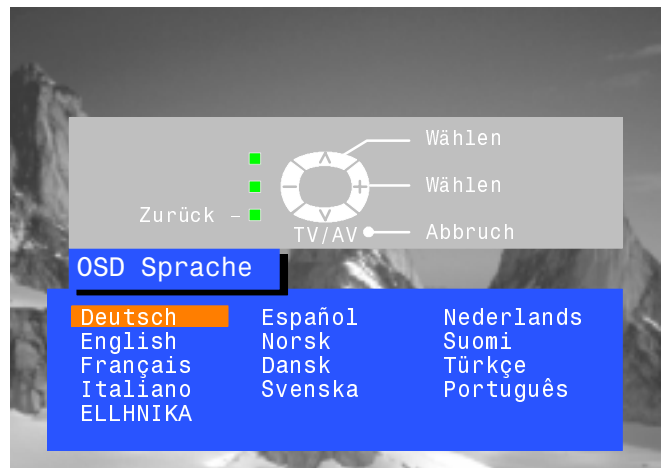 Wählen
Wählen
Zurück –
TV/AV
Abbruch
OSD Sprache
Deutsch Español Nederlands
English Norsk Suomi
Français Dansk Türkçe
Italiano Svenska Português
ELLHNIKA